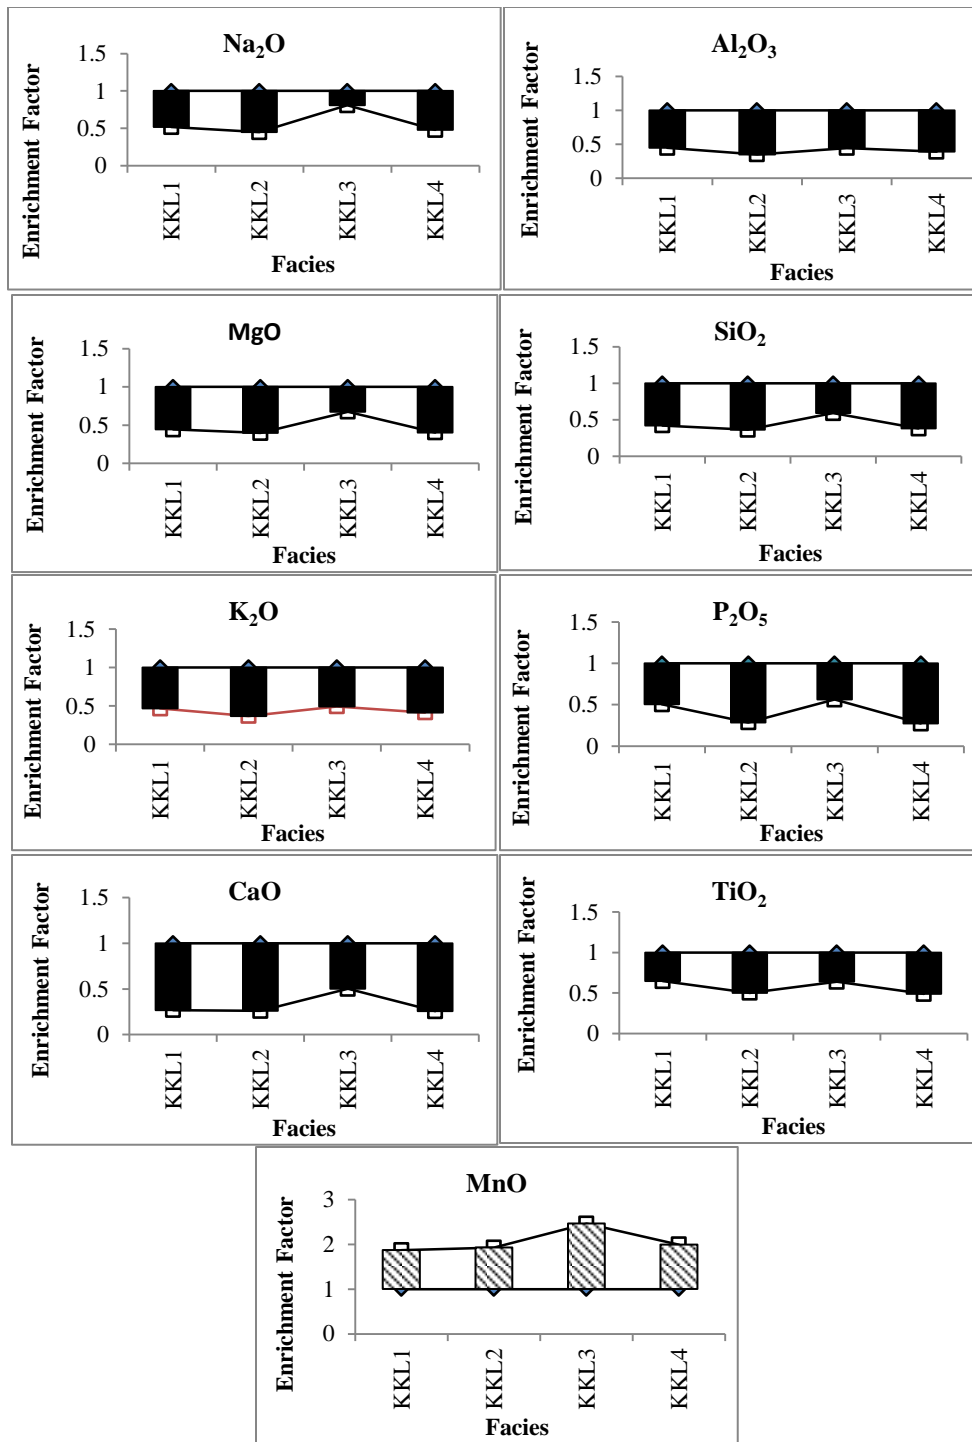 Na₂O
Enrichment Factor
1.5
1
0.5
0
KKL1
KKL2
KKL3
KKL4
Facies
Al₂O₃
Enrichment Factor
1.5
1
0.5
0
KKL1
KKL2
KKL3
KKL4
Facies
MgO
Enrichment Factor
1.5
1
0.5
0
KKL1
KKL2
KKL3
KKL4
Facies
SiO₂
Enrichment Factor
1.5
1
0.5
0
KKL1
KKL2
KKL3
KKL4
Facies
K₂O
Enrichment Factor
1.5
1
0.5
0
KKL1
KKL2
KKL3
KKL4
Facies
P₂O₅
Enrichment Factor
1.5
1
0.5
0
KKL1
KKL2
KKL3
KKL4
Facies
CaO
Enrichment Factor
1.5
1
0.5
0
KKL1
KKL2
KKL3
KKL4
Facies
TiO₂
Enrichment Factor
1.5
1
0.5
0
KKL1
KKL2
KKL3
KKL4
Facies
MnO
Enrichment Factor
3
2
1
0
KKL1
KKL2
KKL3
KKL4
Facies